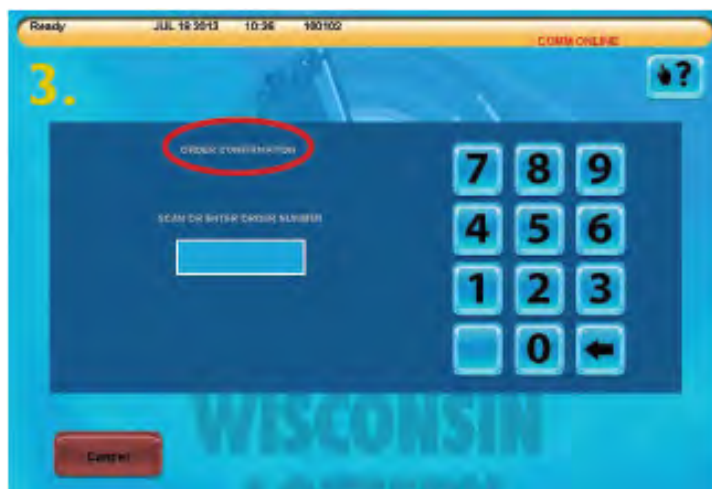 Ready JUL 19 2013 10:36 100102
COMM ONLINE
3.
?
ORDER CONFIRMATION
SCAN OR ENTER ORDER NUMBER
7 8 9
4 5 6
1 2 3
0
Cancel
WISCONSIN
LOTTERY